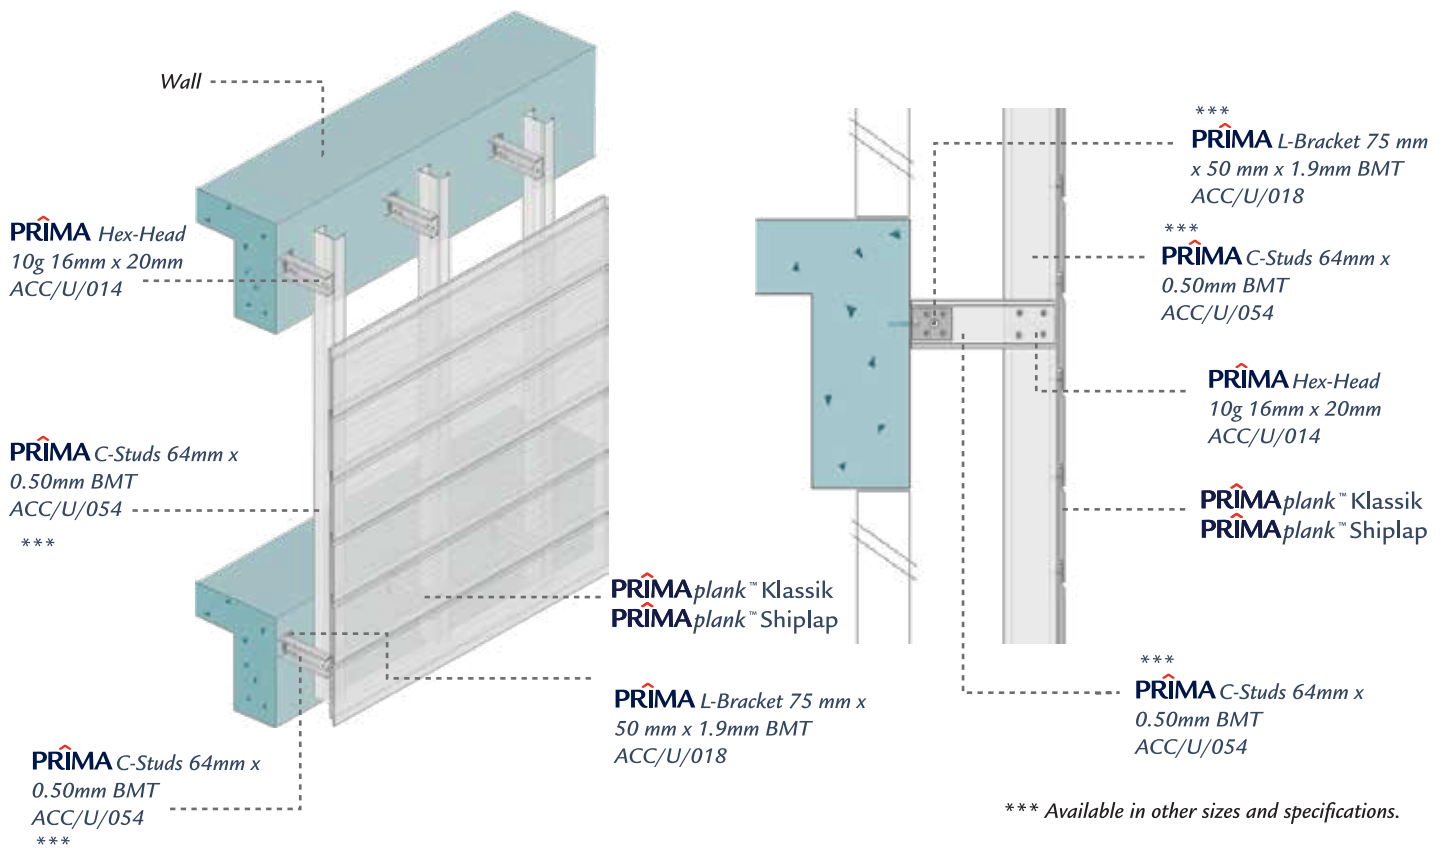 Wall
PRIMA Hex-Head
10g 16mm x 20mm
ACC/U/014
PRIMA C-Studs 64mm x
0.50mm BMT
ACC/U/054
***
PRIMA C-Studs 64mm x
0.50mm BMT
ACC/U/054
***
PRIMAplank™ Klassik
PRIMAplank™ Shiplap
PRIMA L-Bracket 75 mm x
50 mm x 1.9mm BMT
ACC/U/018
***
PRIMA L-Bracket 75 mm
x 50 mm x 1.9mm BMT
ACC/U/018
***
PRIMA C-Studs 64mm x
0.50mm BMT
ACC/U/054
PRIMA Hex-Head
10g 16mm x 20mm
ACC/U/014
PRIMAplank™ Klassik
PRIMAplank™ Shiplap
***
PRIMA C-Studs 64mm x
0.50mm BMT
ACC/U/054
*** Available in other sizes and specifications.